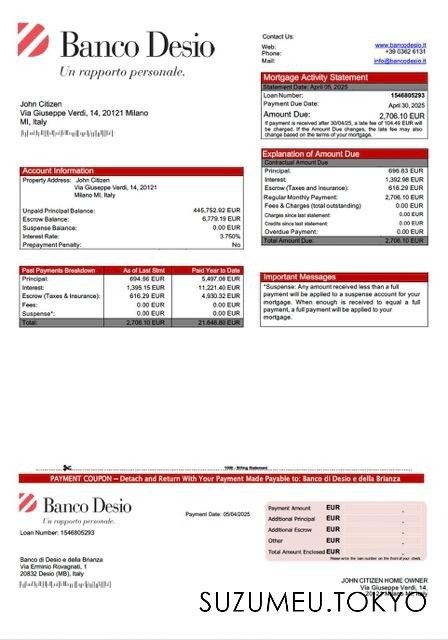 Banco Desio
Un rapporto personale.
Contact Us:
Web: www.bancodesio.it
Phone: +39 0362 6131
Mail: info@bancodesio.it
Mortgage Activity Statement
Statement Date: April 05, 2025
Loan Number: 1546805293
Payment Due Date: April 30, 2025
Amount Due: 2,706.10 EUR
If payment is received after 30/04/25, a late fee of 104.49 EUR will
be charged. If the Amount Due changes, the late fee may also
change based on the terms of your mortgage.
John Citizen
Via Giuseppe Verdi, 14, 20121 Milano
MI, Italy
Explanation of Amount Due
Contractual Amount Due
Principal: 696.83 EUR
Interest: 1,392.98 EUR
Escrow (Taxes and Insurance): 616.29 EUR
Regular Monthly Payment: 2,706.10 EUR
Fees & Charges (total outstanding) 0.00 EUR
Charges since last statement: 0.00 EUR
Credits since last statement: 0.00 EUR
Overdue Payment: 0.00 EUR
Total Amount Due: 2,706.10 EUR
Account Information
Property Address: John Citizen
Via Giuseppe Verdi, 14, 20121
Milano MI, Italy
Unpaid Principal Balance: 445,752.92 EUR
Escrow Balance: 6,779.19 EUR
Suspense Balance: 0.00 EUR
Interest Rate: 3.750%
Prepayment Penalty: No
Past Payments Breakdown As of Last Stmt Paid Year to Date
Principal: 694.66 EUR 5,497.06 EUR
Interest: 1,395.15 EUR 11,221.40 EUR
Escrow (Taxes & Insurance): 616.29 EUR 4,930.32 EUR
Fees: 0.00 EUR 0.00 EUR
Suspense*: 0.00 EUR 0.00 EUR
Total: 2,706.10 EUR 21,648.80 EUR
Important Messages
*Suspense: Any amount received less than a full
payment will be applied to a suspense account for your
mortgage. When enough is received to equal a full
payment, a full payment will be applied to your
mortgage.
Billing Statement
PAYMENT COUPON – Detach and Return With Your Payment Made Payable to: Banco di Desio e della Brianza
Banco Desio
Un rapporto personale.
Loan Number: 1546805293
Payment Date: 05/04/2025
Payment Amount EUR
Additional Principal EUR
Additional Escrow EUR
Other EUR
Total Amount Enclosed EUR
Please write the loan number on the front of your check.
Banco di Desio e della Brianza
Via Erminio Rovagnati, 1
20832 Desio (MB), Italy
JOHN CITIZEN HOME OWNER
SUZUMEU.TOKYO